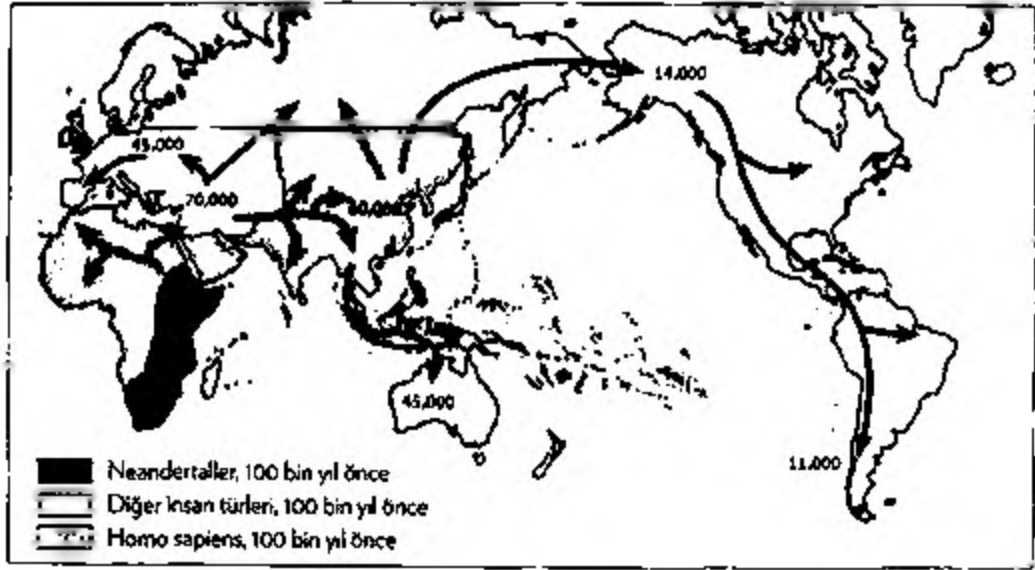 14,000
45,000
70,000
60,000
45,000
11,000
Neandertaller, 100 bin yıl önce
Diğer insan türleri, 100 bin yıl önce
Homo sapiens, 100 bin yıl önce